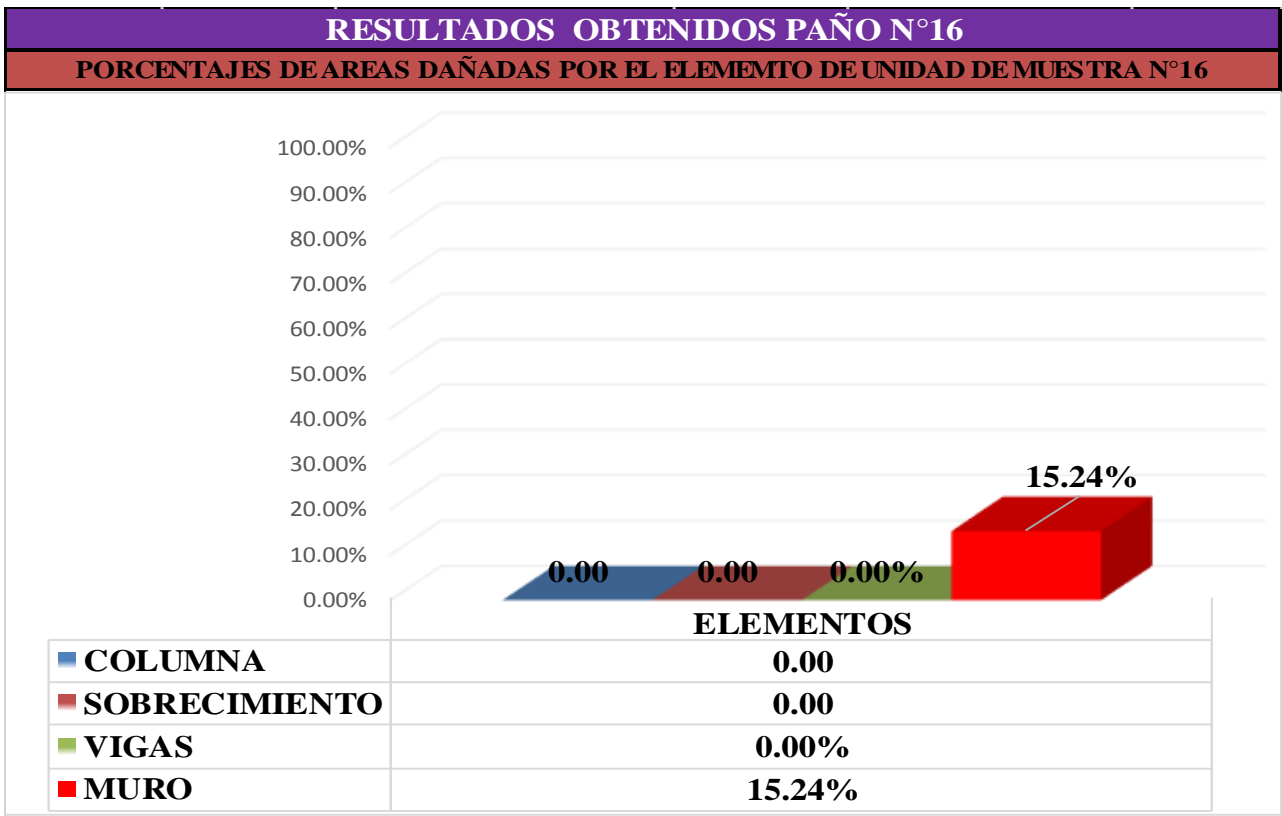 RESULTADOS OBTENIDOS PAÑO N°16
PORCENTAJES DE AREAS DAÑADAS POR EL ELEMEMTO DE UNIDAD DE MUESTRA N°16
100.00%
90.00%
80.00%
70.00%
60.00%
50.00%
40.00%
30.00%
20.00%
10.00%
0.00%
15.24%
0.00 0.00 0.00%
ELEMENTOS
COLUMNA 0.00
SOBRECIMIENTO 0.00
VIGAS 0.00%
MURO 15.24%